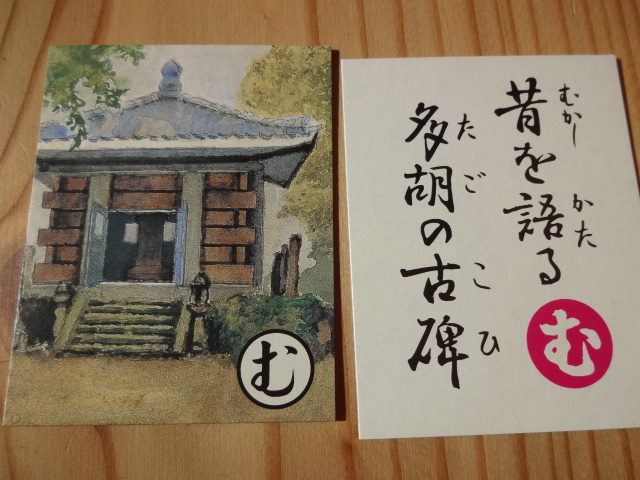 む
昔を語る
むかし かた
多胡の古碑
たご こひ
む